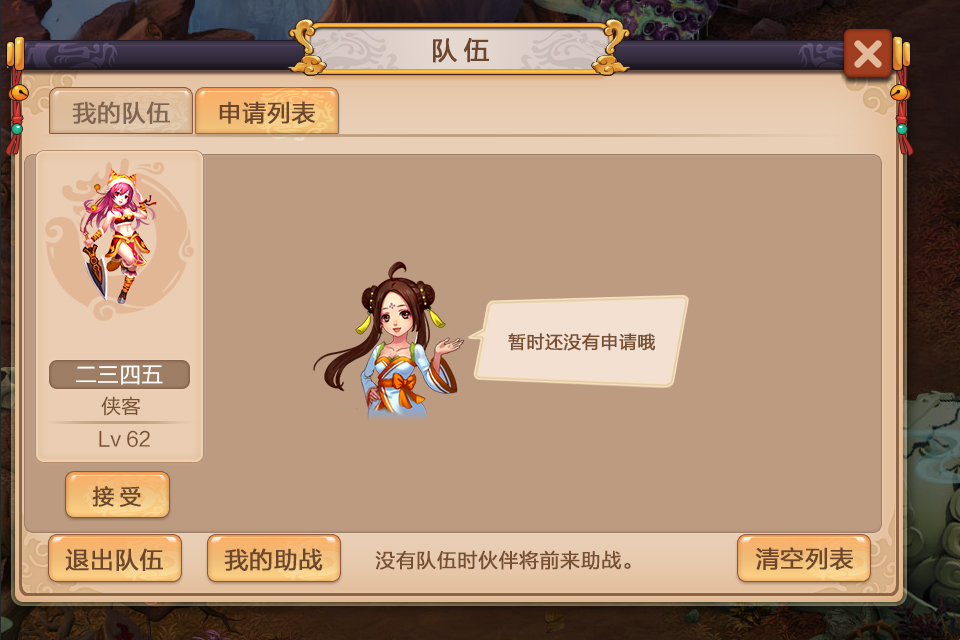 队伍
我的队伍
申请列表
二三四五
侠客
Lv 62
接受
暂时还没有申请哦
退出队伍
我的助战
没有队伍时伙伴将前来助战。
清空列表